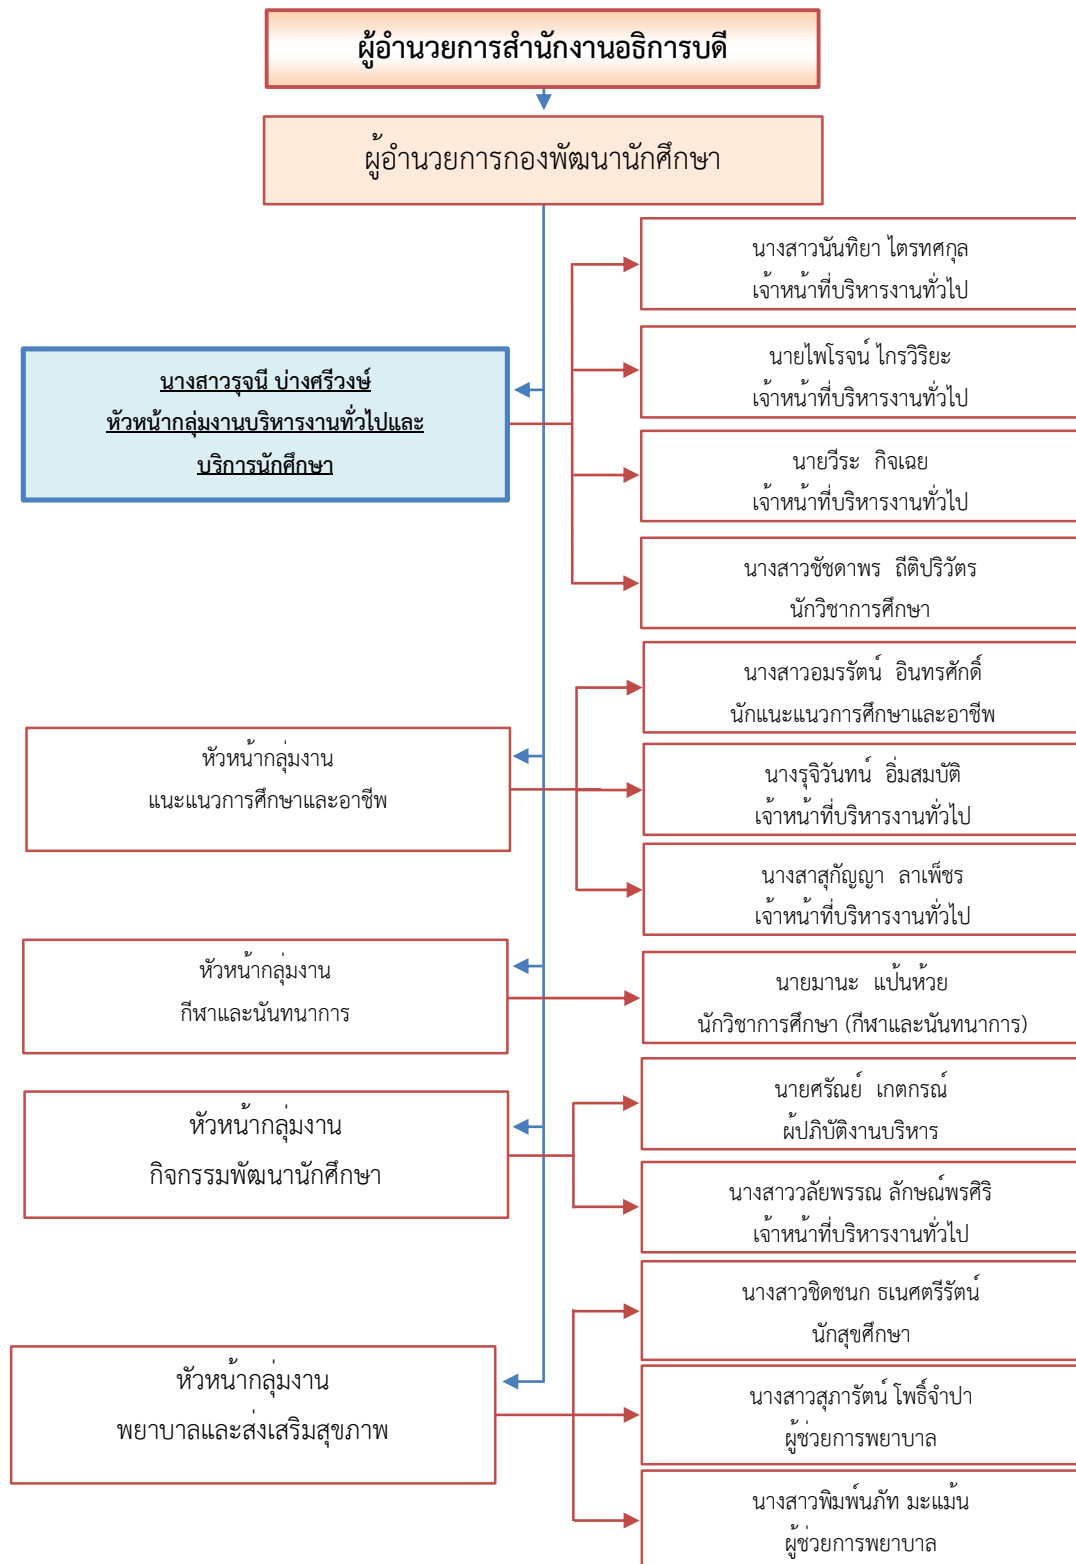 ผู้อำนวยการสำนักงานอธิการบดี
ผู้อำนวยการกองพัฒนานักศึกษา
นางสาวรุจนี บ่างศรีวงษ์
หัวหน้ากลุ่มงานบริหารงานทั่วไปและ
บริการนักศึกษา
นางสาวนันทิยา ไตรทศกุล
เจ้าหน้าที่บริหารงานทั่วไป
นายไพโรจน์ ไกรวิริยะ
เจ้าหน้าที่บริหารงานทั่วไป
นายวีระ กิจเฉย
เจ้าหน้าที่บริหารงานทั่วไป
นางสาวชัชดาพร ถีติปริวัตร
นักวิชาการศึกษา
หัวหน้ากลุ่มงาน
แนะแนวการศึกษาและอาชีพ
นางสาวอมรรัตน์ อินทรศักดิ์
นักแนะแนวการศึกษาและอาชีพ
นางรุจิวันทน์ อิ่มสมบัติ
เจ้าหน้าที่บริหารงานทั่วไป
นางสาสุกัญญา ลาเพ็ชร
เจ้าหน้าที่บริหารงานทั่วไป
หัวหน้ากลุ่มงาน
กีฬาและนันทนาการ
นายมานะ แป้นห้วย
นักวิชาการศึกษา (กีฬาและนันทนาการ)
หัวหน้ากลุ่มงาน
กิจกรรมพัฒนานักศึกษา
นายศรัณย์ เกตกรณ์
ผ้ปภิบัติงานบริหาร
นางสาววลัยพรรณ ลักษณ์พรศิริ
เจ้าหน้าที่บริหารงานทั่วไป
หัวหน้ากลุ่มงาน
พยาบาลและส่งเสริมสุขภาพ
นางสาวชิดชนก ธเนศตรีรัตน์
นักสุขศึกษา
นางสาวสุภารัตน์ โพธิ์จำปา
ผู้ช่วยการพยาบาล
นางสาวพิมพ์นภัท มะแม้น
ผู้ช่วยการพยาบาล